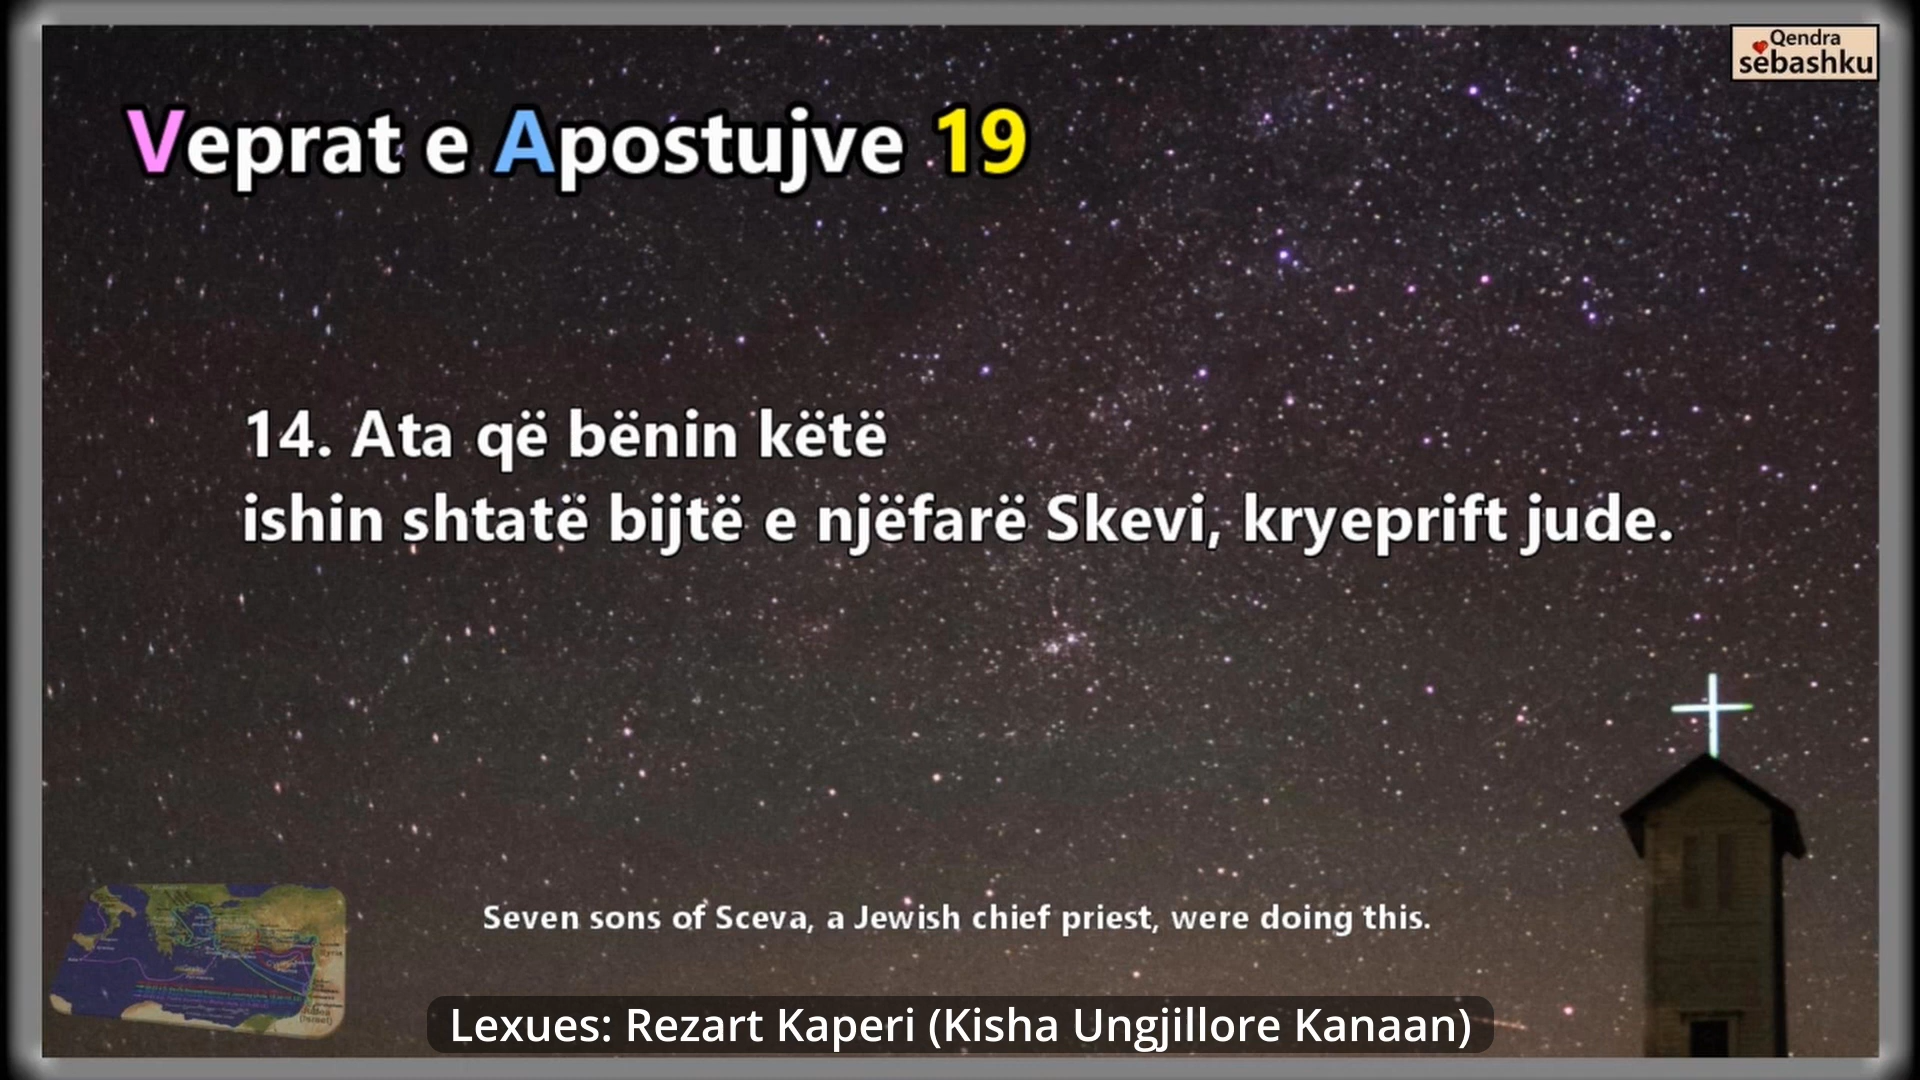 Qendra
sebashku
Veprat e Apostujve 19
14. Ata që bënin këtë
ishin shtatë bijtë e njëfarë Skevi, kryeprift jude.
Seven sons of Sceva, a Jewish chief priest, were doing this.
Lexues: Rezart Kaperi (Kisha Ungjillore Kanaan)